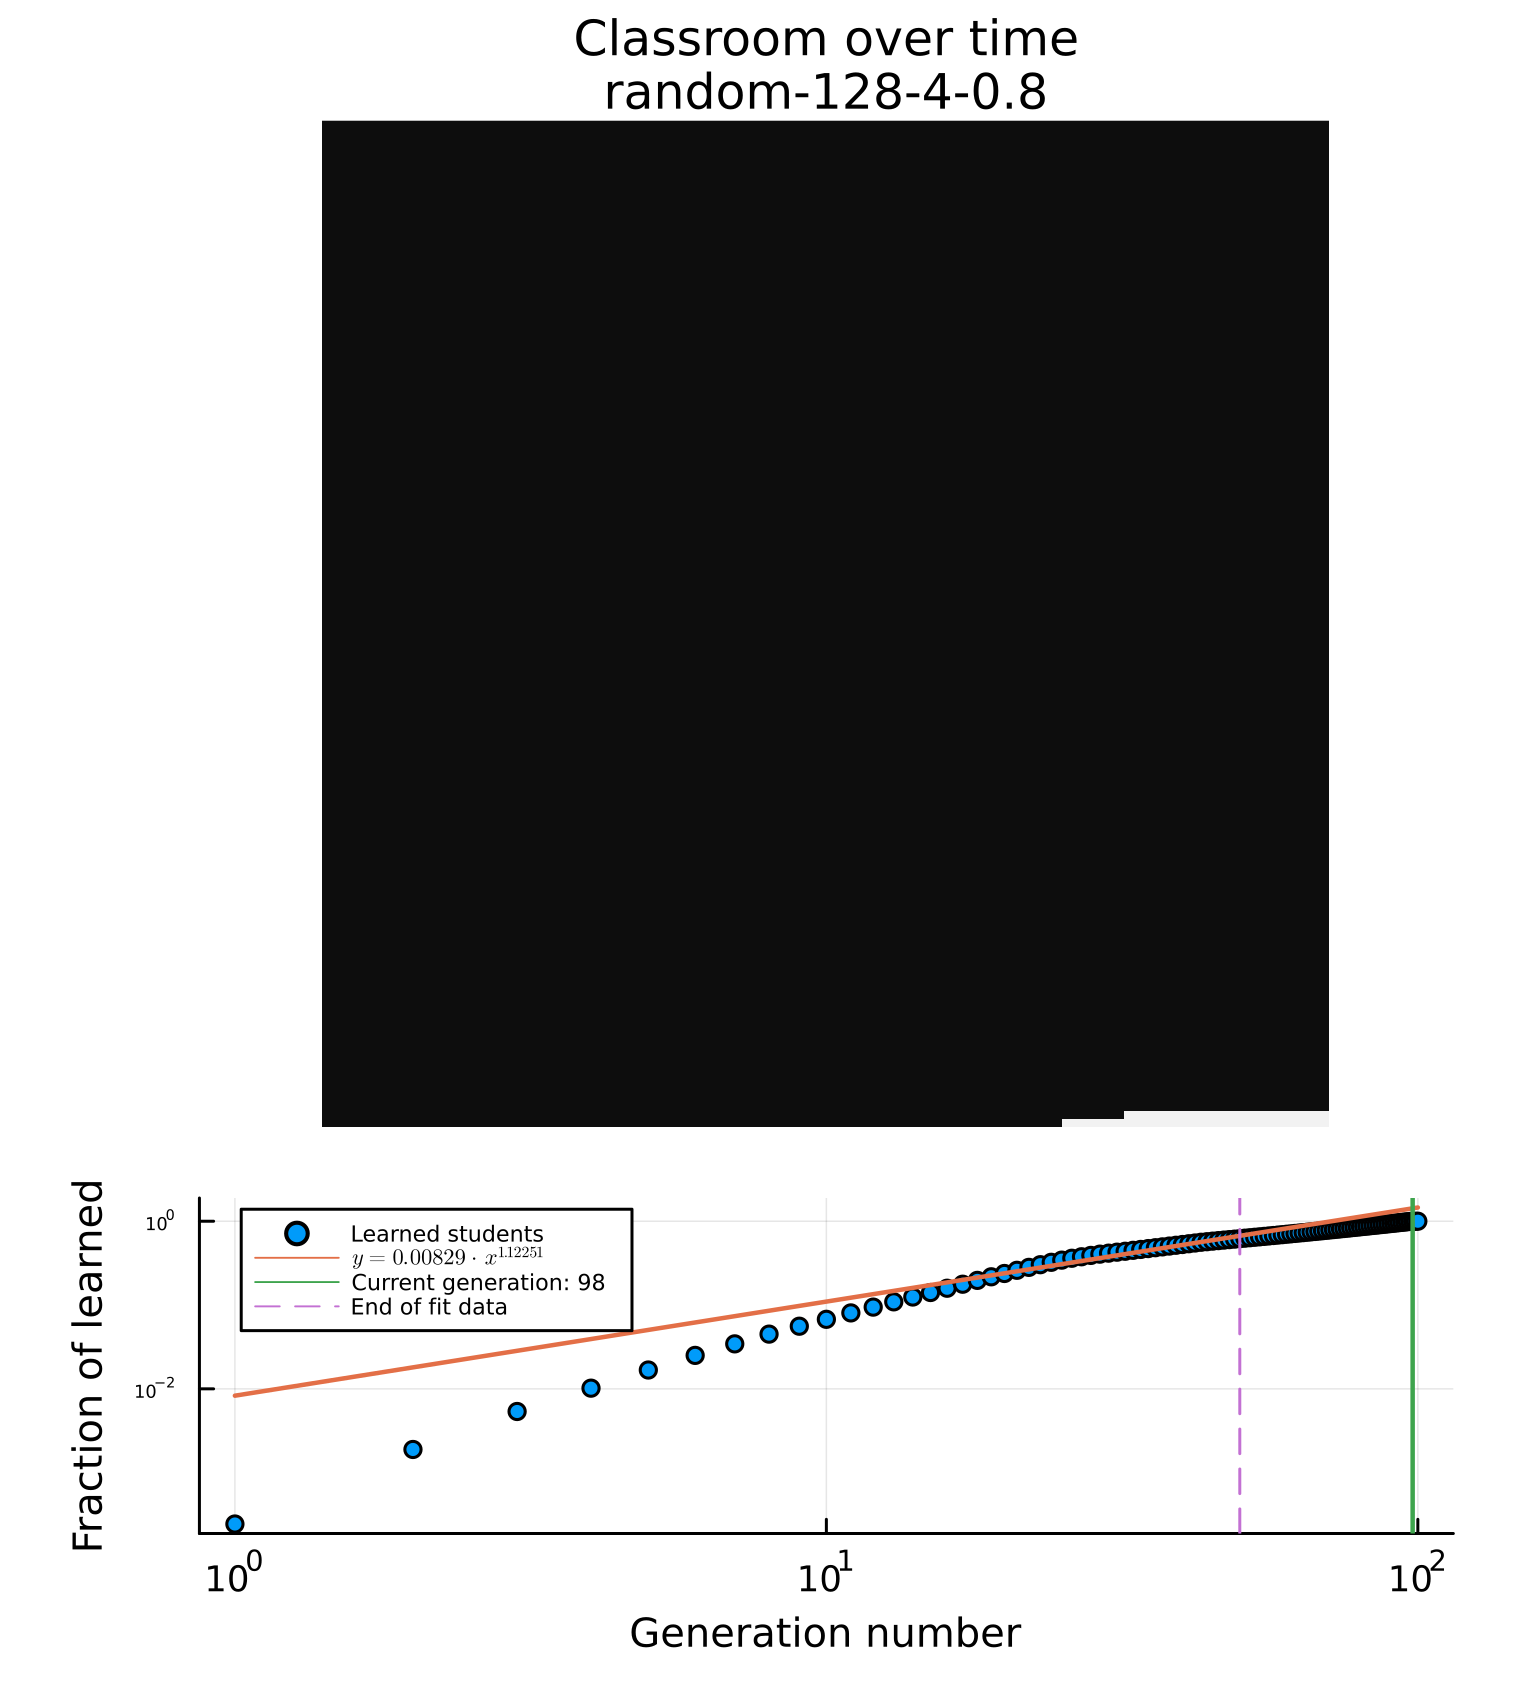 Classroom over time
random-128-4-0.8
Fraction of learned
10^0
10^-2
Learned students
y = 0.00829 · x^1.12251
Current generation: 98
End of fit data
10^0
10^1
10^2
Generation number